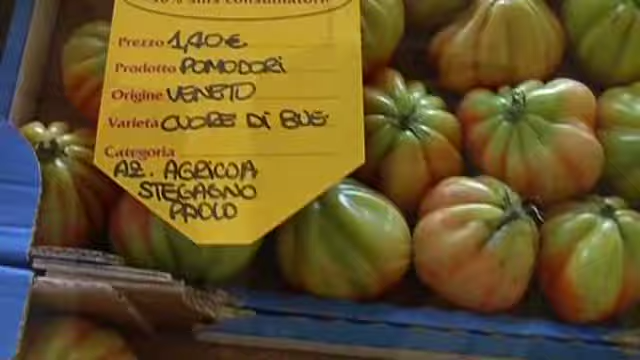 Prezzo 1,40€
Prodotto POMODORI
Origine VENETO
Varietà CUORE DI BUE
Categoria
AZ. AGRICOLA
STEGAGNO
PAOLO